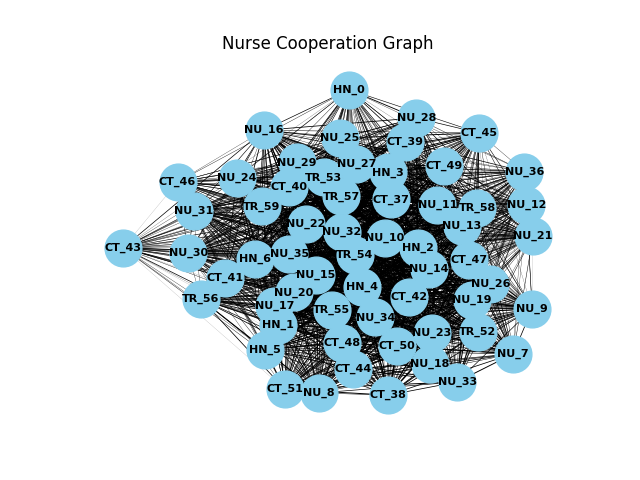 Nurse Cooperation Graph
HN_0
NU_28
NU_16
CT_45
NU_25
CT_39
NU_29
NU_27
CT_49
HN_3
NU_36
NU_24
TR_53
CT_46
CT_40
TR_57
CT_37
NU_31
TR_59
NU_11
TR_58
NU_12
NU_22
NU_13
NU_32
NU_10
NU_21
CT_43
NU_30
HN_6
NU_35
TR_54
HN_2
CT_47
NU_14
CT_41
NU_15
NU_26
HN_4
NU_20
CT_42
TR_56
NU_17
NU_19
TR_55
NU_9
NU_34
HN_1
NU_23
TR_52
HN_5
CT_48
CT_50
NU_7
CT_44
NU_18
NU_33
CT_51
NU_8
CT_38